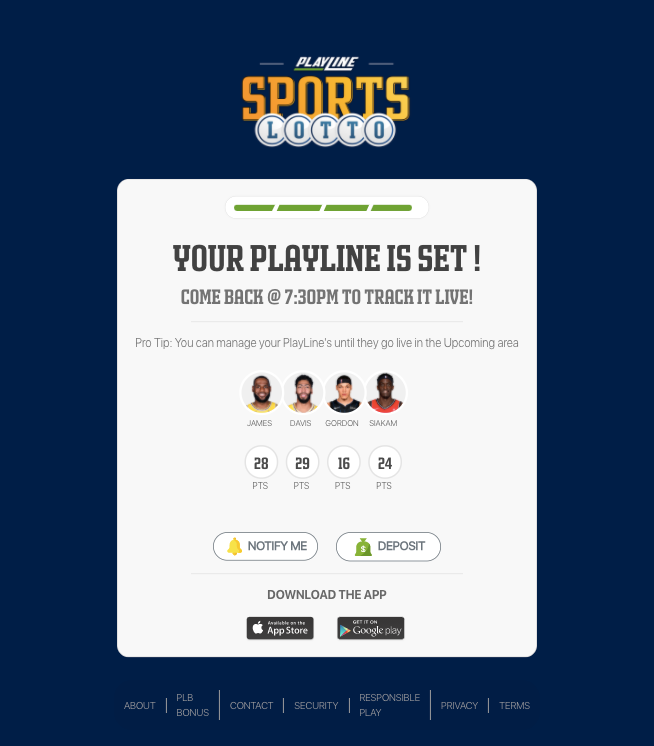 PLAYLINE
SPORTS
LOTTO
YOUR PLAYLINE IS SET !
COME BACK @ 7:30PM TO TRACK IT LIVE!
Pro Tip: You can manage your PlayLine's until they go live in the Upcoming area
JAMES DAVIS GORDON SIAKAM
28 29 16 24
PTS PTS PTS PTS
NOTIFY ME DEPOSIT
DOWNLOAD THE APP
Available on the GET IT ON
App Store Google play
ABOUT PLB BONUS CONTACT SECURITY RESPONSIBLE PLAY PRIVACY TERMS